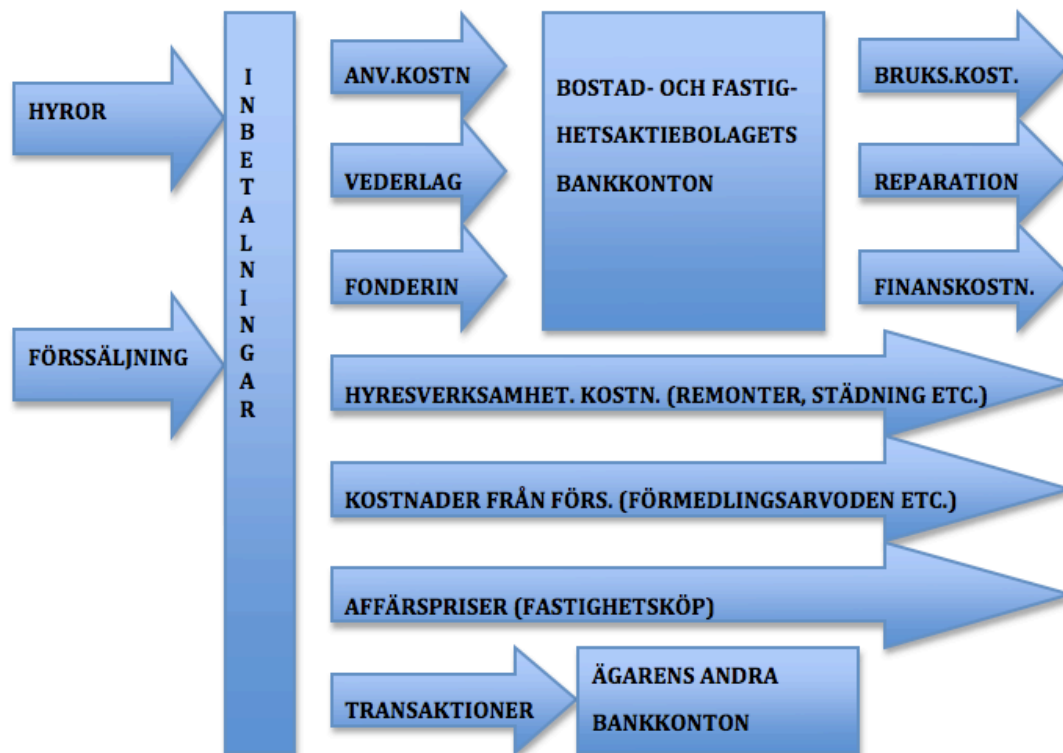 HYROR
FÖRSSÄLJNING
INBETALNINGAR
ANV.KOSTN
VEDERLAG
FONDERIN
BOSTAD- OCH FASTIG-
HETSAKTIEBOLAGETS
BANKKONTON
BRUKS.KOST.
REPARATION
FINANSKOSTN.
HYRESVERKSAMHET. KOSTN. (REMONTER, STÄDNING ETC.)
KOSTNADER FRÅN FÖRS. (FÖRMEDLINGSARVODEN ETC.)
AFFÄRSPRISER (FASTIGHETSKÖP)
TRANSAKTIONER
ÄGARENS ANDRA
BANKKONTON